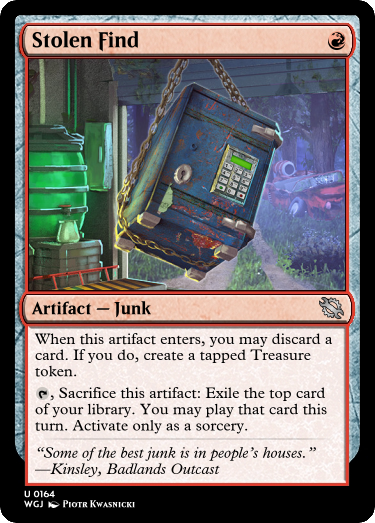 Stolen Find
Artifact — Junk
When this artifact enters, you may discard a
card. If you do, create a tapped Treasure
token.
, Sacrifice this artifact: Exile the top card
of your library. You may play that card this
turn. Activate only as a sorcery.
“Some of the best junk is in people's houses.”
—Kinsley, Badlands Outcast
U 0164
WGJ Piotr Kwasnicki